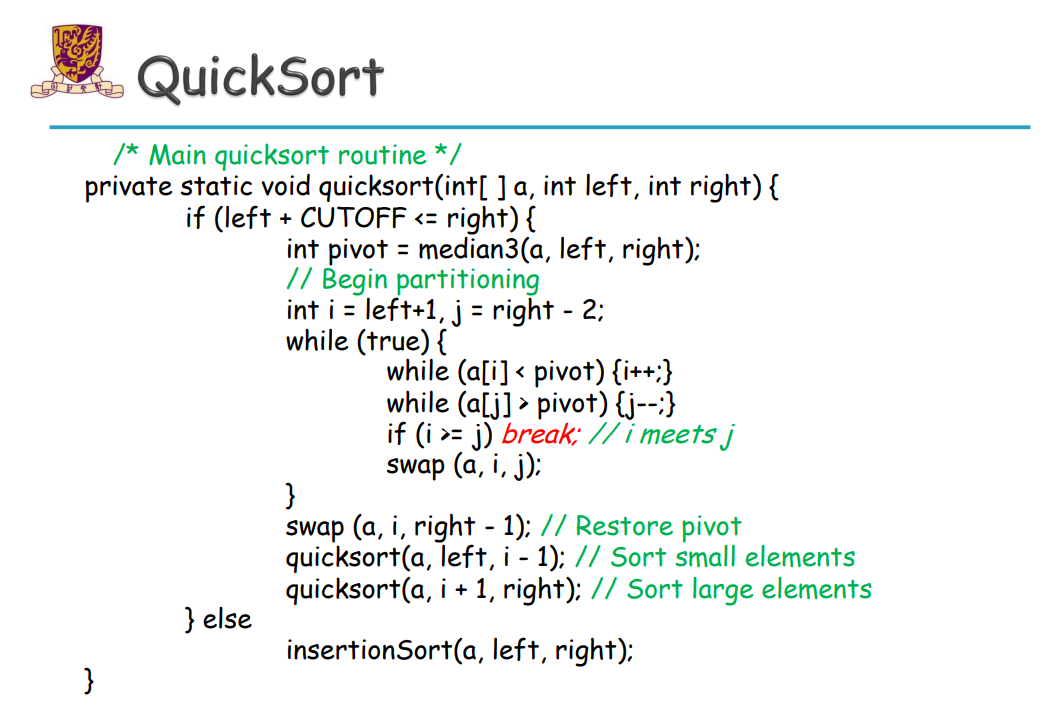 QuickSort
/* Main quicksort routine */
private static void quicksort(int[ ] a, int left, int right) {
if (left + CUTOFF <= right) {
int pivot = median3(a, left, right);
// Begin partitioning
int i = left+1, j = right - 2;
while (true) {
while (a[i] < pivot) {i++;}
while (a[j] > pivot) {j--;}
if (i >= j) break; // i meets j
swap (a, i, j);
}
swap (a, i, right - 1); // Restore pivot
quicksort(a, left, i - 1); // Sort small elements
quicksort(a, i + 1, right); // Sort large elements
} else
insertionSort(a, left, right);
}